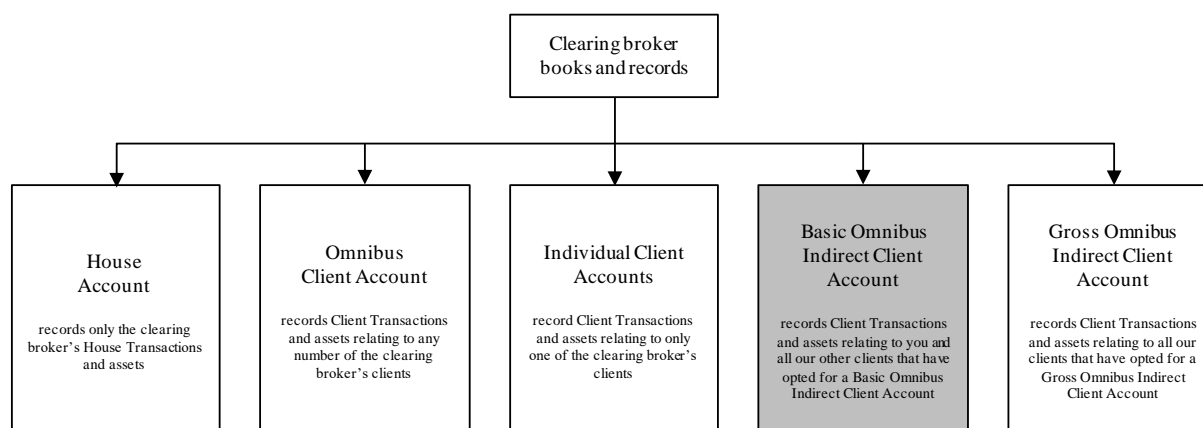 Clearing broker
books and records
House
Account
records only the clearing
broker's House Transactions
and assets
Omnibus
Client Account
records Client Transactions
and assets relating to any
number of the clearing
broker's clients
Individual Client
Accounts
record Client Transactions
and assets relating to only
one of the clearing broker's
clients
Basic Omnibus
Indirect Client
Account
records Client Transactions
and assets relating to you and
all our other clients that have
opted for a Basic Omnibus
Indirect Client Account
Gross Omnibus
Indirect Client
Account
records Client Transactions
and assets relating to all our
clients that have opted for a
Gross Omnibus Indirect
Client Account